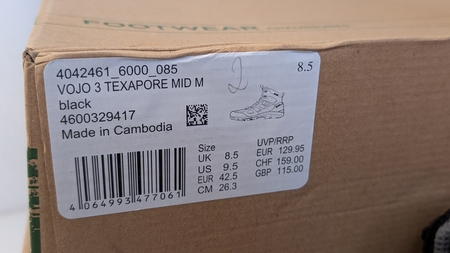 FOOTWEAR
4042461_6000_085
VOJO 3 TEXAPORE MID M
black
4600329417
Made in Cambodia
2
8.5
Size
UK 8.5
US 9.5
EUR 42.5
CM 26.3
UVP/RRP
EUR 129.95
CHF 159.00
GBP 115.00
4 064993 477061